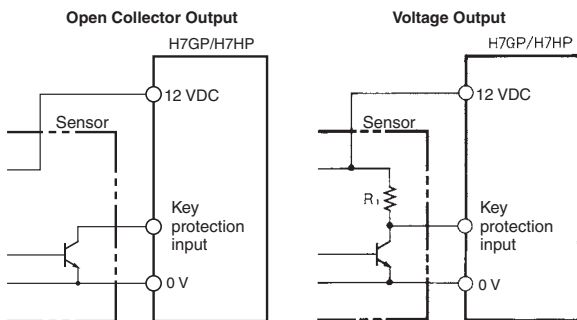 Open Collector Output
H7GP/H7HP
12 VDC
Sensor
Key
protection
input
0 V
Voltage Output
H7GP/H7HP
12 VDC
Sensor
R1
Key
protection
input
0 V